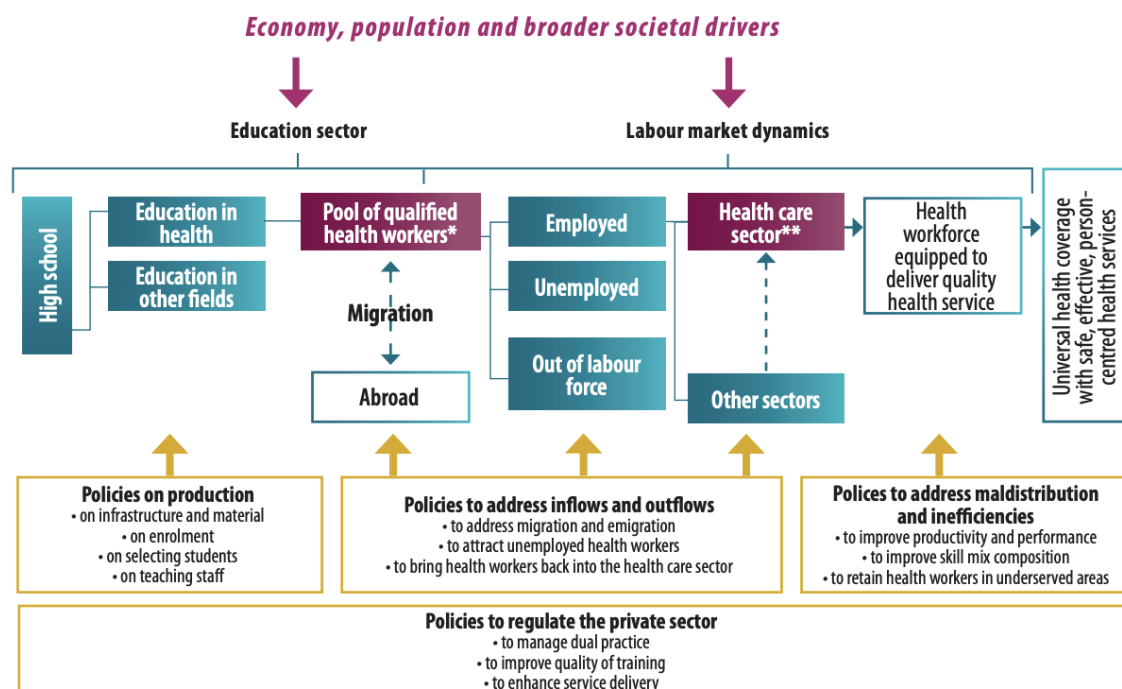 Economy, population and broader societal drivers
Education sector
Labour market dynamics
High school
Education in
health
Education in
other fields
Pool of qualified
health workers*
Migration
Abroad
Employed
Unemployed
Out of labour
force
Health care
sector**
Other sectors
Health
workforce
equipped to
deliver quality
health service
Universal health coverage
with safe, effective, person-
centred health services
Policies on production
• on infrastructure and material
• on enrolment
• on selecting students
• on teaching staff
Policies to address inflows and outflows
• to address migration and emigration
• to attract unemployed health workers
• to bring health workers back into the health care sector
Polices to address maldistribution
and inefficiencies
• to improve productivity and performance
• to improve skill mix composition
• to retain health workers in underserved areas
Policies to regulate the private sector
• to manage dual practice
• to improve quality of training
• to enhance service delivery